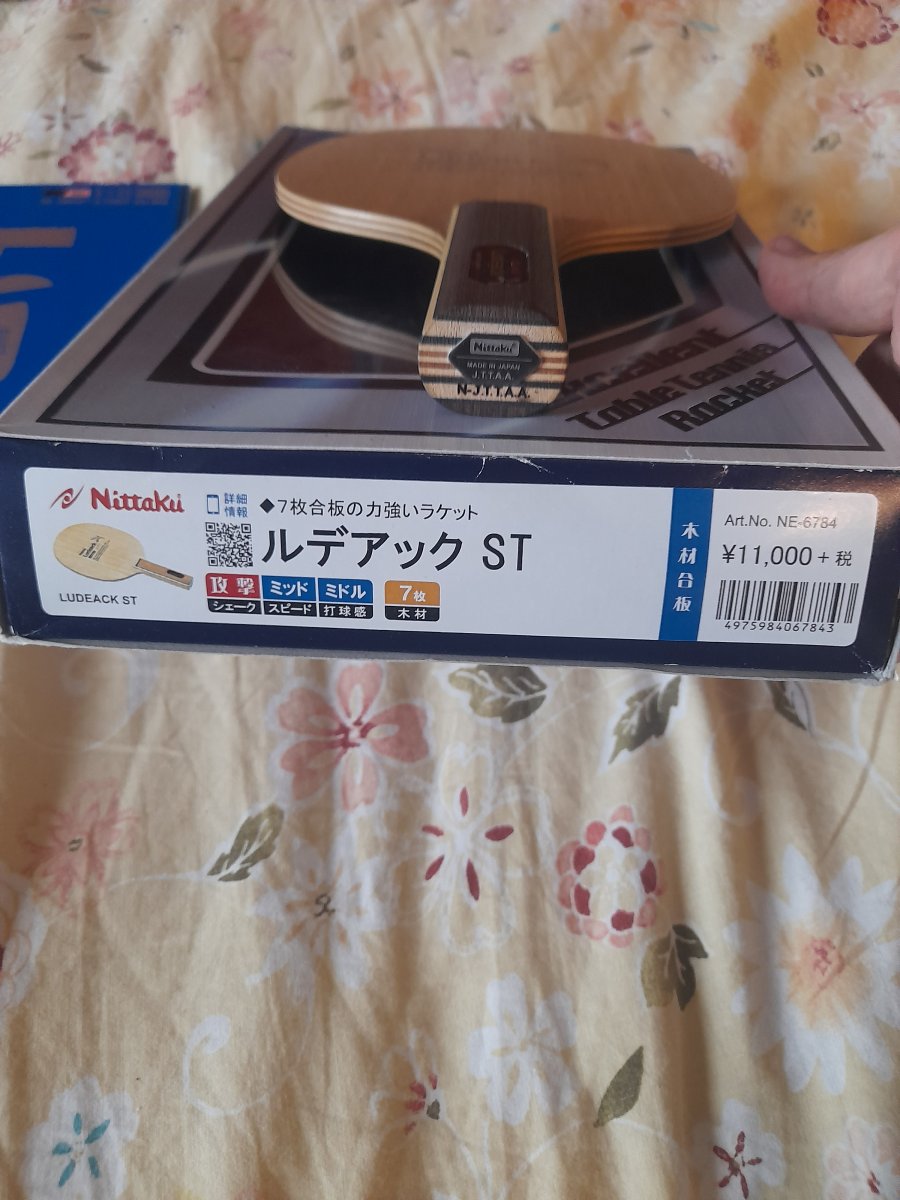 Nittaku
MADE IN JAPAN
J.T.T.A.A.
N-J.T.T.A.A.
Excellent
Table Tennis
Racket
Nittaku
詳細
情報
◆7枚合板の力強いラケット
ルデアック ST
LUDEACK ST
攻撃
シェーク
ミッド
スピード
ミドル
打球感
7枚
木材
木材合板
Art.No. NE-6784
¥11,000 + 税
4975984067843